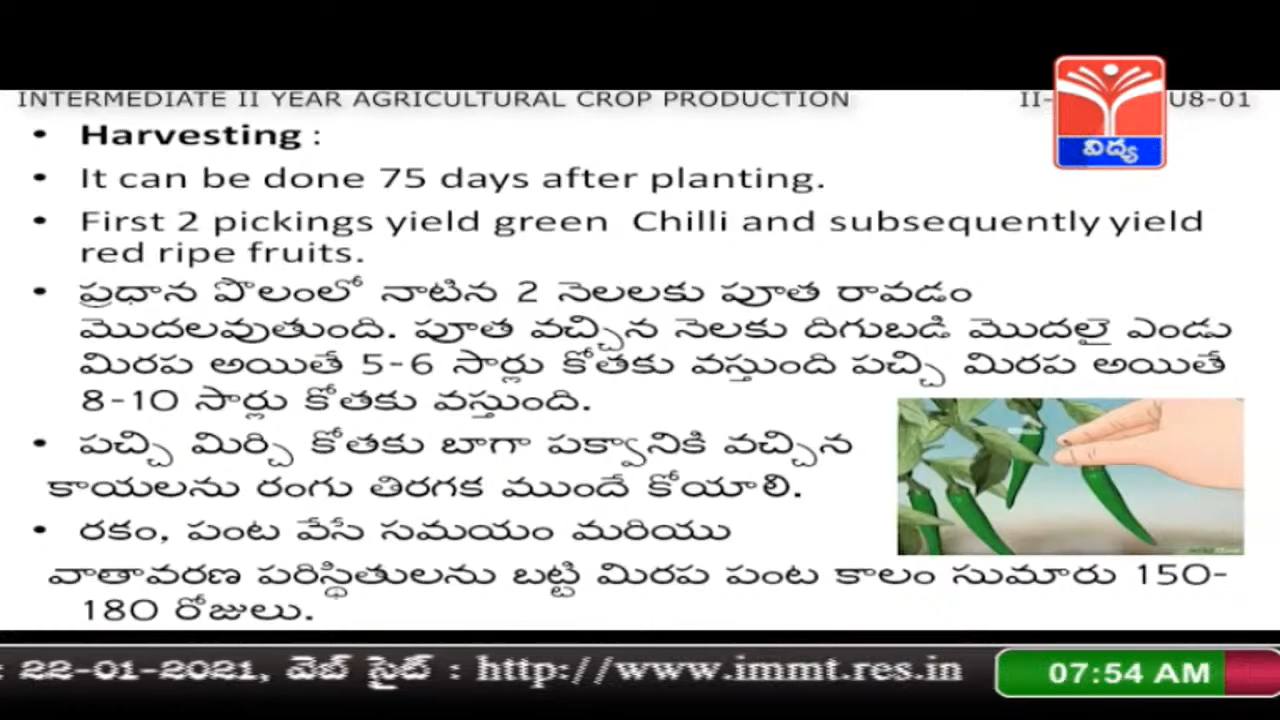 INTERMEDIATE II YEAR AGRICULTURAL CROP PRODUCTION II- U8-01
విద్య
• Harvesting :
• It can be done 75 days after planting.
• First 2 pickings yield green Chilli and subsequently yield
red ripe fruits.
• ప్రధాన పొలంలో నాటిన 2 నెలలకు పూత రావడం
మొదలవుతుంది. పూత వచ్చిన నెలకు దిగుబడి మొదలై ఎండు
మిరప అయితే 5-6 సార్లు కోతకు వస్తుంది పచ్చి మిరప అయితే
8-10 సార్లు కోతకు వస్తుంది.
• పచ్చి మిర్చి కోతకు బాగా పక్వానికి వచ్చిన
కాయలను రంగు తిరగక ముందే కోయాలి.
• రకం, పంట వేసే సమయం మరియు
వాతావరణ పరిస్థితులను బట్టి మిరప పంట కాలం సుమారు 150-
180 రోజులు.
: 22-01-2021, వెబ్ సైట్ : http://www.immt.res.in
07:54 AM